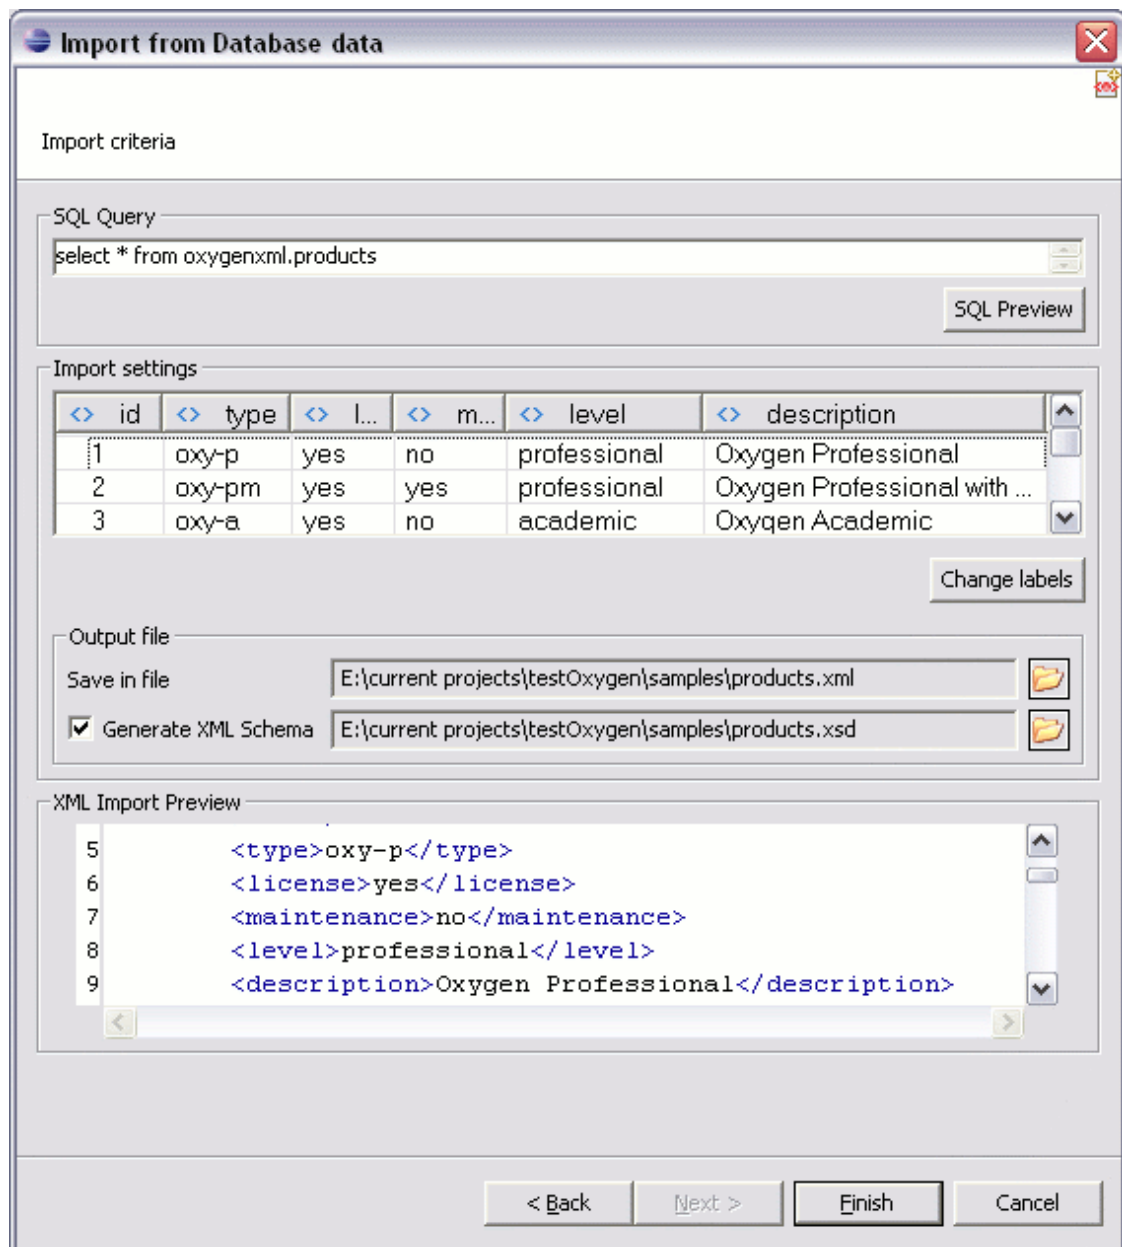 Import from Database data
Import criteria
SQL Query
select * from oxygenxml.products
SQL Preview
Import settings
<> id <> type <> l... <> m... <> level <> description
1 oxy-p yes no professional Oxygen Professional
2 oxy-pm yes yes professional Oxygen Professional with ...
3 oxy-a yes no academic Oxygen Academic
Change labels
Output file
Save in file E:\current projects\testOxygen\samples\products.xml
Generate XML Schema E:\current projects\testOxygen\samples\products.xsd
XML Import Preview
5 <type>oxy-p</type>
6 <license>yes</license>
7 <maintenance>no</maintenance>
8 <level>professional</level>
9 <description>Oxygen Professional</description>
< Back Next > Finish Cancel